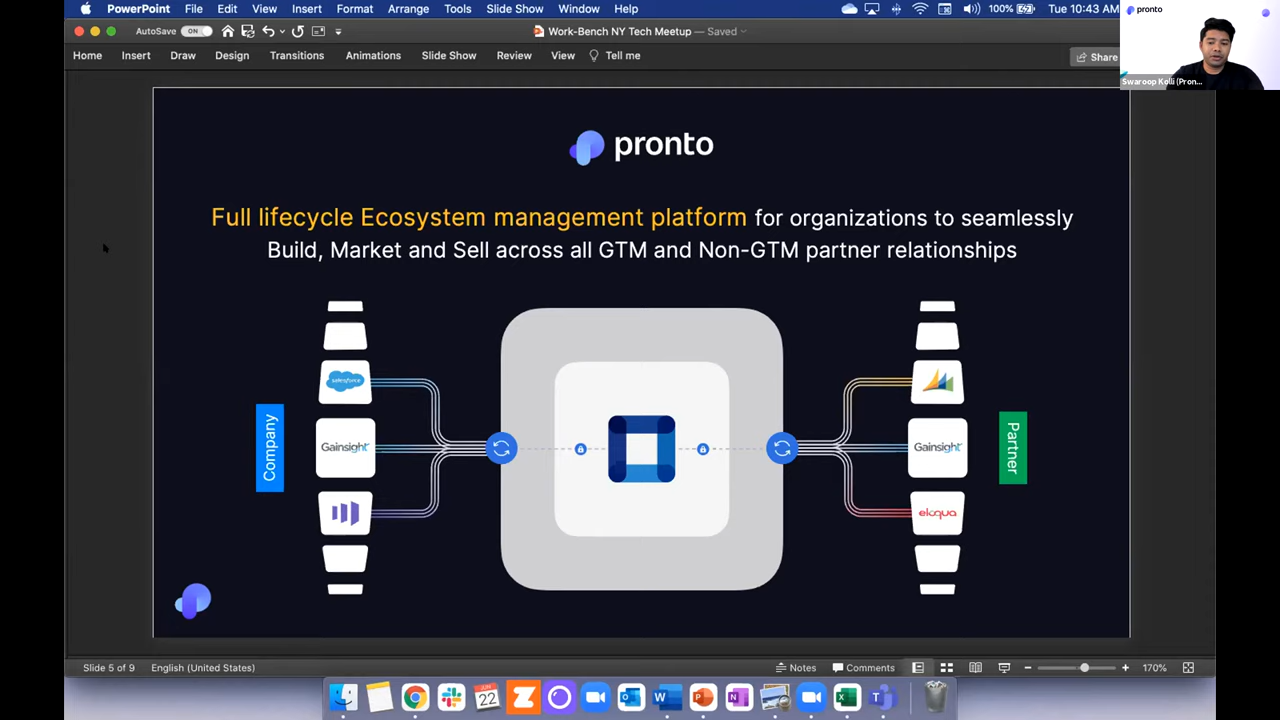 PowerPoint File Edit View Insert Format Arrange Tools Slide Show Window Help 100% Tue 10:43 AM
AutoSave ON Work-Bench NY Tech Meetup — Saved
Home Insert Draw Design Transitions Animations Slide Show Review View Tell me Share
pronto
Swaroop Kolli (Pron...
pronto
Full lifecycle Ecosystem management platform for organizations to seamlessly
Build, Market and Sell across all GTM and Non-GTM partner relationships
salesforce
Company
Gainsight
Gainsight
Partner
eloqua
Slide 5 of 9 English (United States) Notes Comments 170%
22